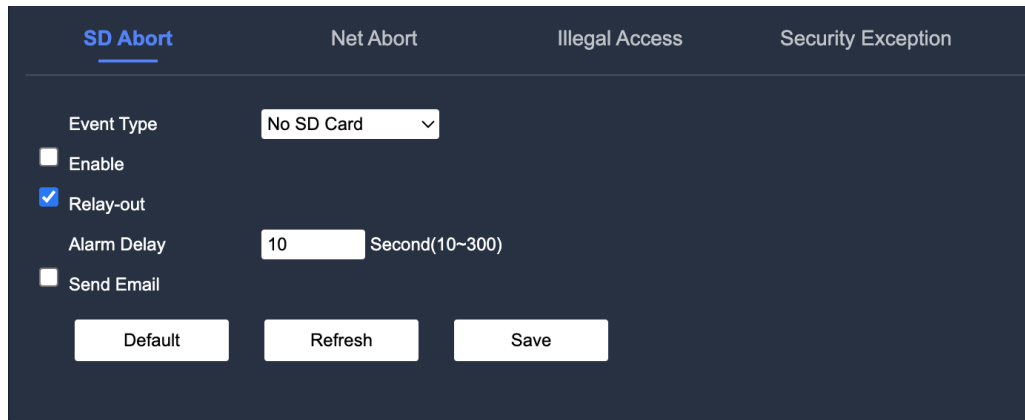 SD Abort Net Abort Illegal Access Security Exception
Event Type No SD Card
Enable
Relay-out
Alarm Delay 10 Second(10~300)
Send Email
Default Refresh Save